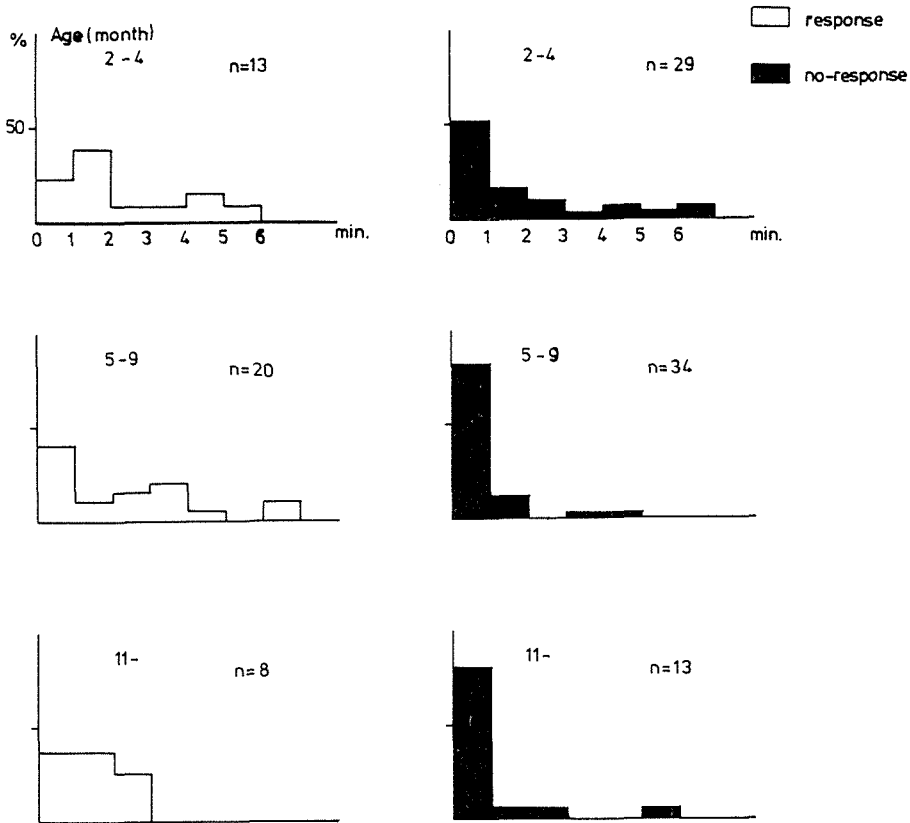 response
% Age (month)
2-4 n=13
2-4 n=29
no-response
50
0 1 2 3 4 5 6 min.
0 1 2 3 4 5 6 min.
5-9 n=20
5-9 n=34
11- n=8
11- n=13